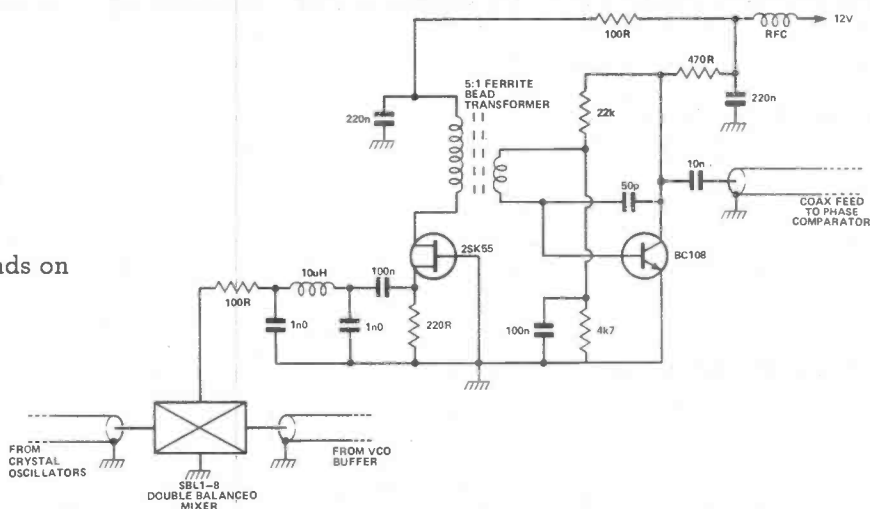 100R
RFC
12V
470R
5:1 FERRITE
BEAD
TRANSFORMER
220n
22k
220n
10n
50p
COAX FEED
TO PHASE
COMPARATOR
2SK55
BC108
nds on
10uH
100n
100R
1n0
1n0
220R
100n
4k7
FROM
CRYSTAL
OSCILLATORS
FROM VCO
BUFFER
SBL1-8
DOUBLE BALANCED
MIXER